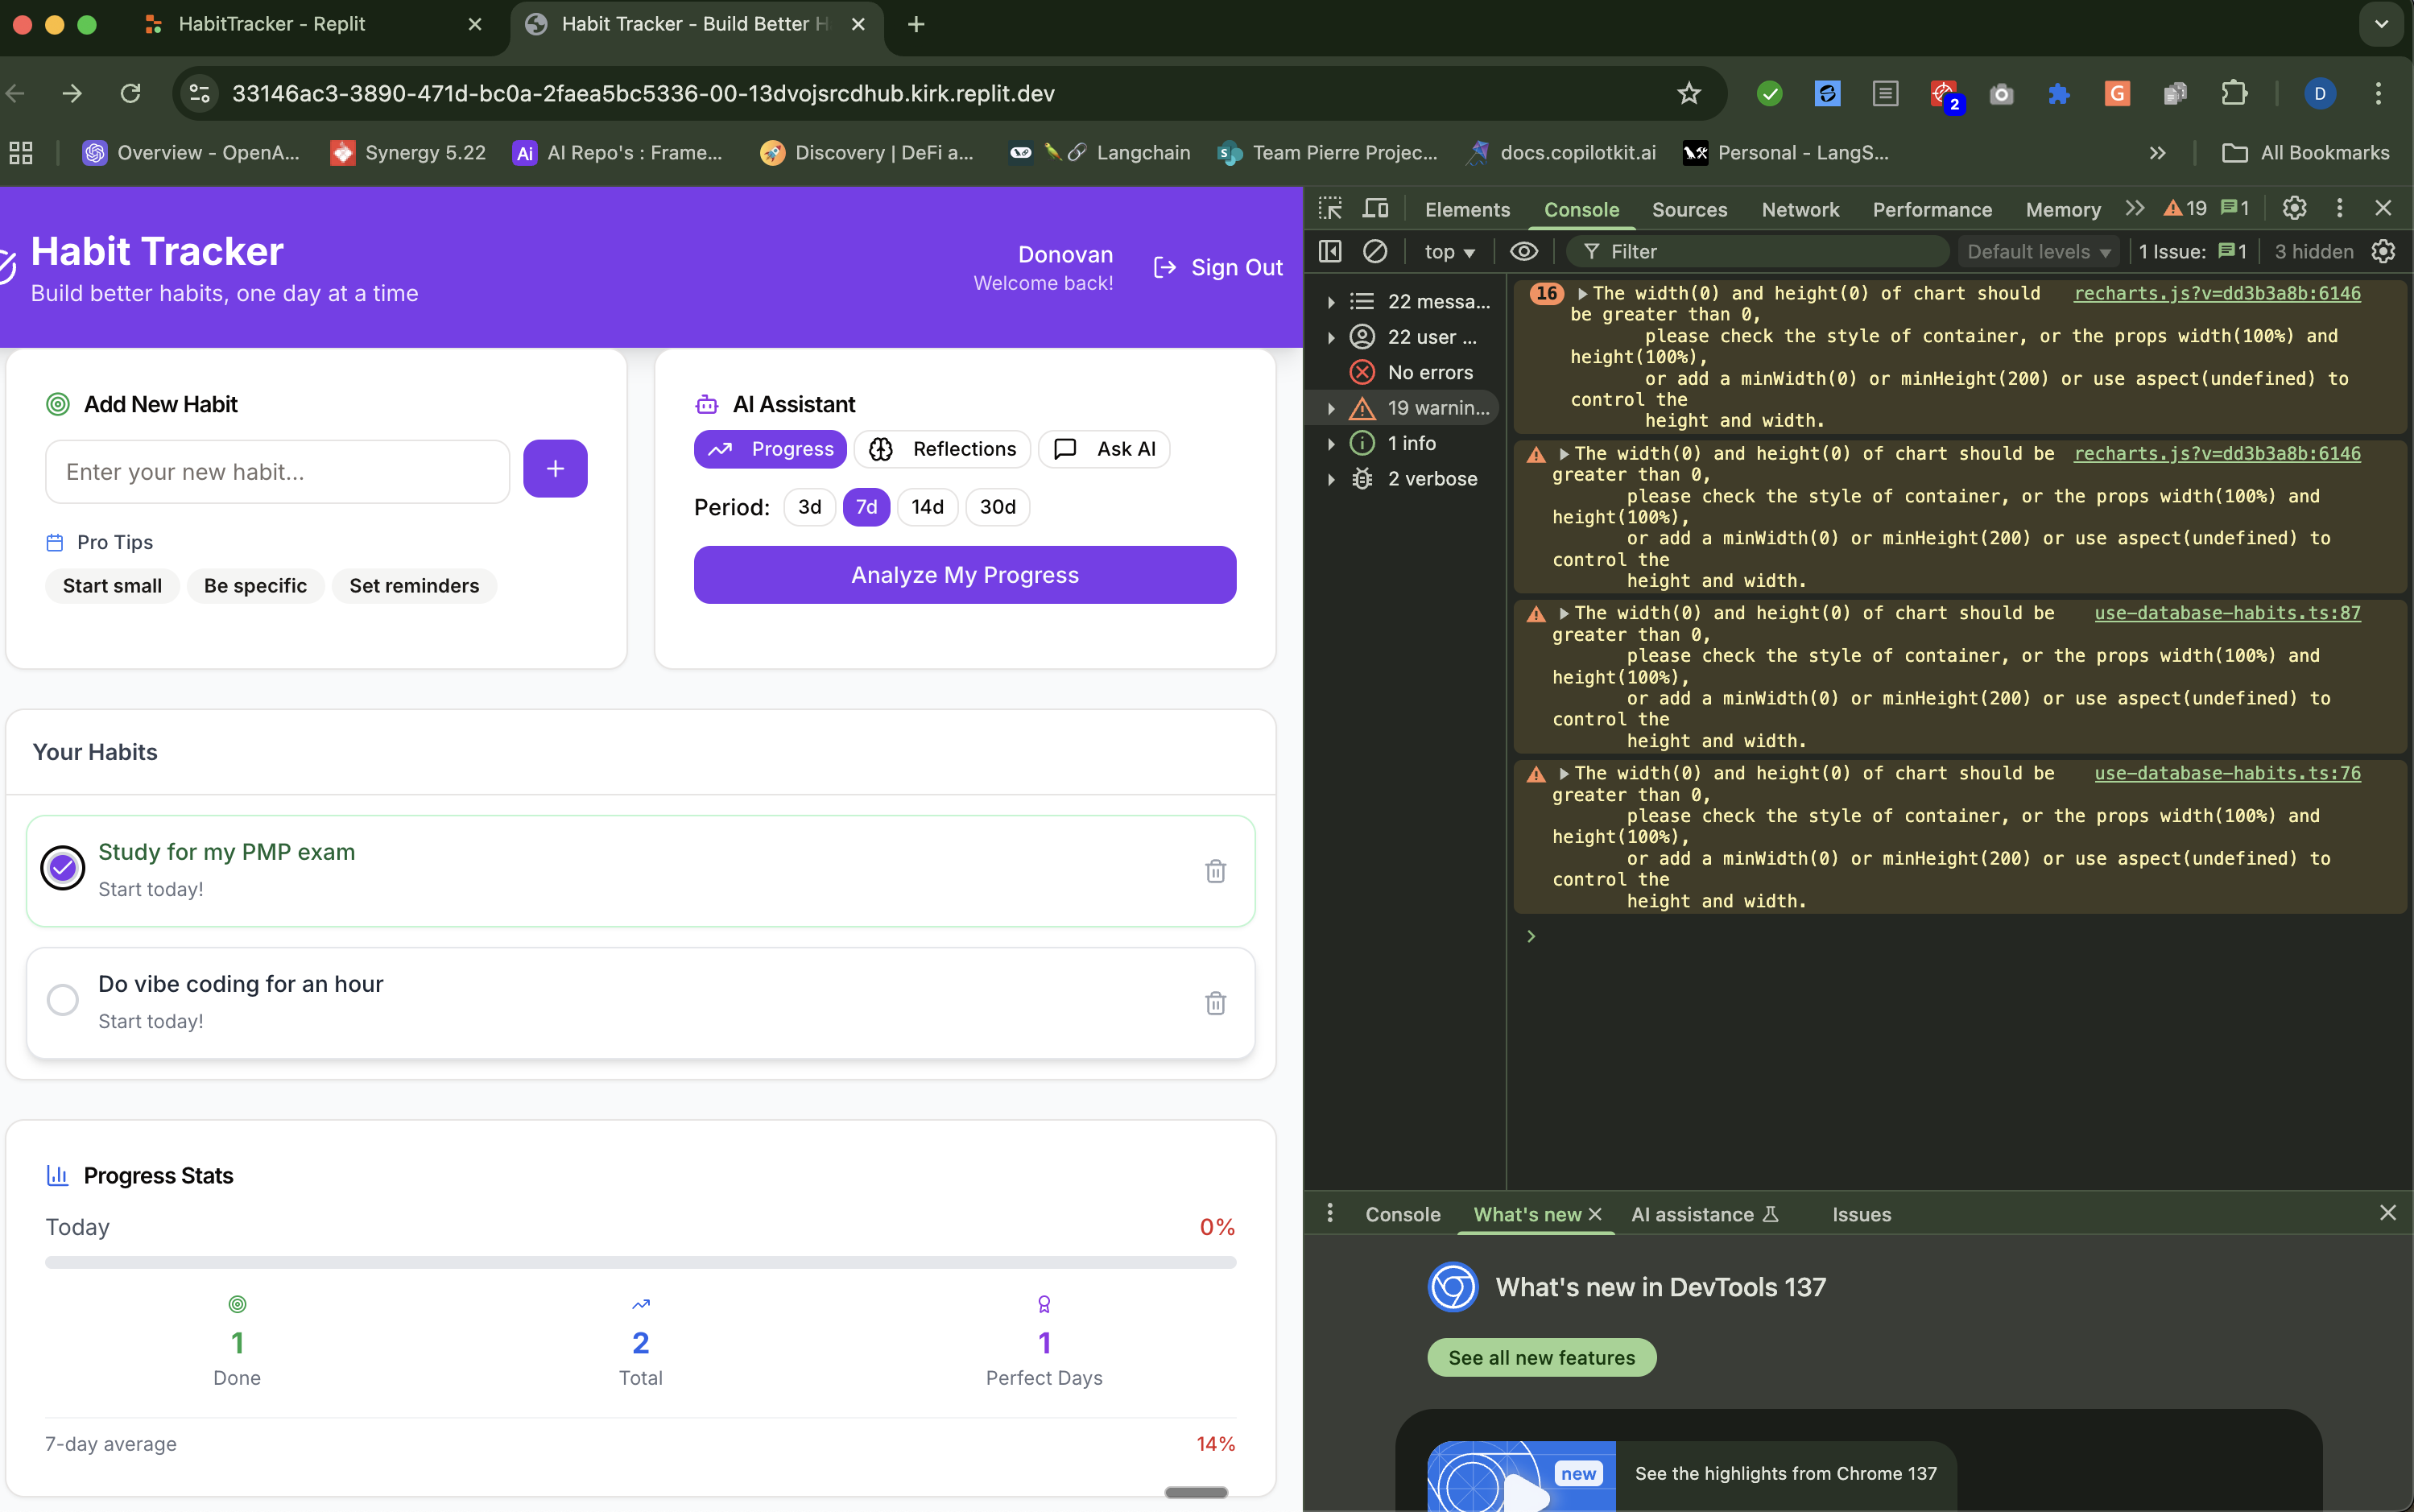 HabitTracker - Replit
Habit Tracker - Build Better H
33146ac3-3890-471d-bc0a-2faea5bc5336-00-13dvojsrcdhub.kirk.replit.dev
2
G
D
Overview - OpenA...
Synergy 5.22
Ai
AI Repo's : Frame...
Discovery | DeFi a...
Langchain
S
Team Pierre Projec...
docs.copilotkit.ai
Personal - LangS...
All Bookmarks
Habit Tracker
Build better habits, one day at a time
Donovan
Welcome back!
Sign Out
Add New Habit
Enter your new habit...
+
Pro Tips
Start small
Be specific
Set reminders
AI Assistant
Progress
Reflections
Ask AI
Period:
3d
7d
14d
30d
Analyze My Progress
Your Habits
Study for my PMP exam
Start today!
Do vibe coding for an hour
Start today!
Progress Stats
Today
0%
1
Done
2
Total
1
Perfect Days
7-day average
14%
Elements
Console
Sources
Network
Performance
Memory
19
1
top
Filter
Default levels
1 Issue:
1
3 hidden
22 messa...
22 user ...
No errors
19 warnin...
1 info
2 verbose
16
The width(0) and height(0) of chart should
recharts.js?v=dd3b3a8b:6146
be greater than 0,
please check the style of container, or the props width(100%) and
height(100%),
or add a minWidth(0) or minHeight(200) or use aspect(undefined) to
control the
height and width.
The width(0) and height(0) of chart should be
recharts.js?v=dd3b3a8b:6146
greater than 0,
please check the style of container, or the props width(100%) and
height(100%),
or add a minWidth(0) or minHeight(200) or use aspect(undefined) to
control the
height and width.
The width(0) and height(0) of chart should be
use-database-habits.ts:87
greater than 0,
please check the style of container, or the props width(100%) and
height(100%),
or add a minWidth(0) or minHeight(200) or use aspect(undefined) to
control the
height and width.
The width(0) and height(0) of chart should be
use-database-habits.ts:76
greater than 0,
please check the style of container, or the props width(100%) and
height(100%),
or add a minWidth(0) or minHeight(200) or use aspect(undefined) to
control the
height and width.
Console
What's new
AI assistance
Issues
What's new in DevTools 137
See all new features
new
See the highlights from Chrome 137